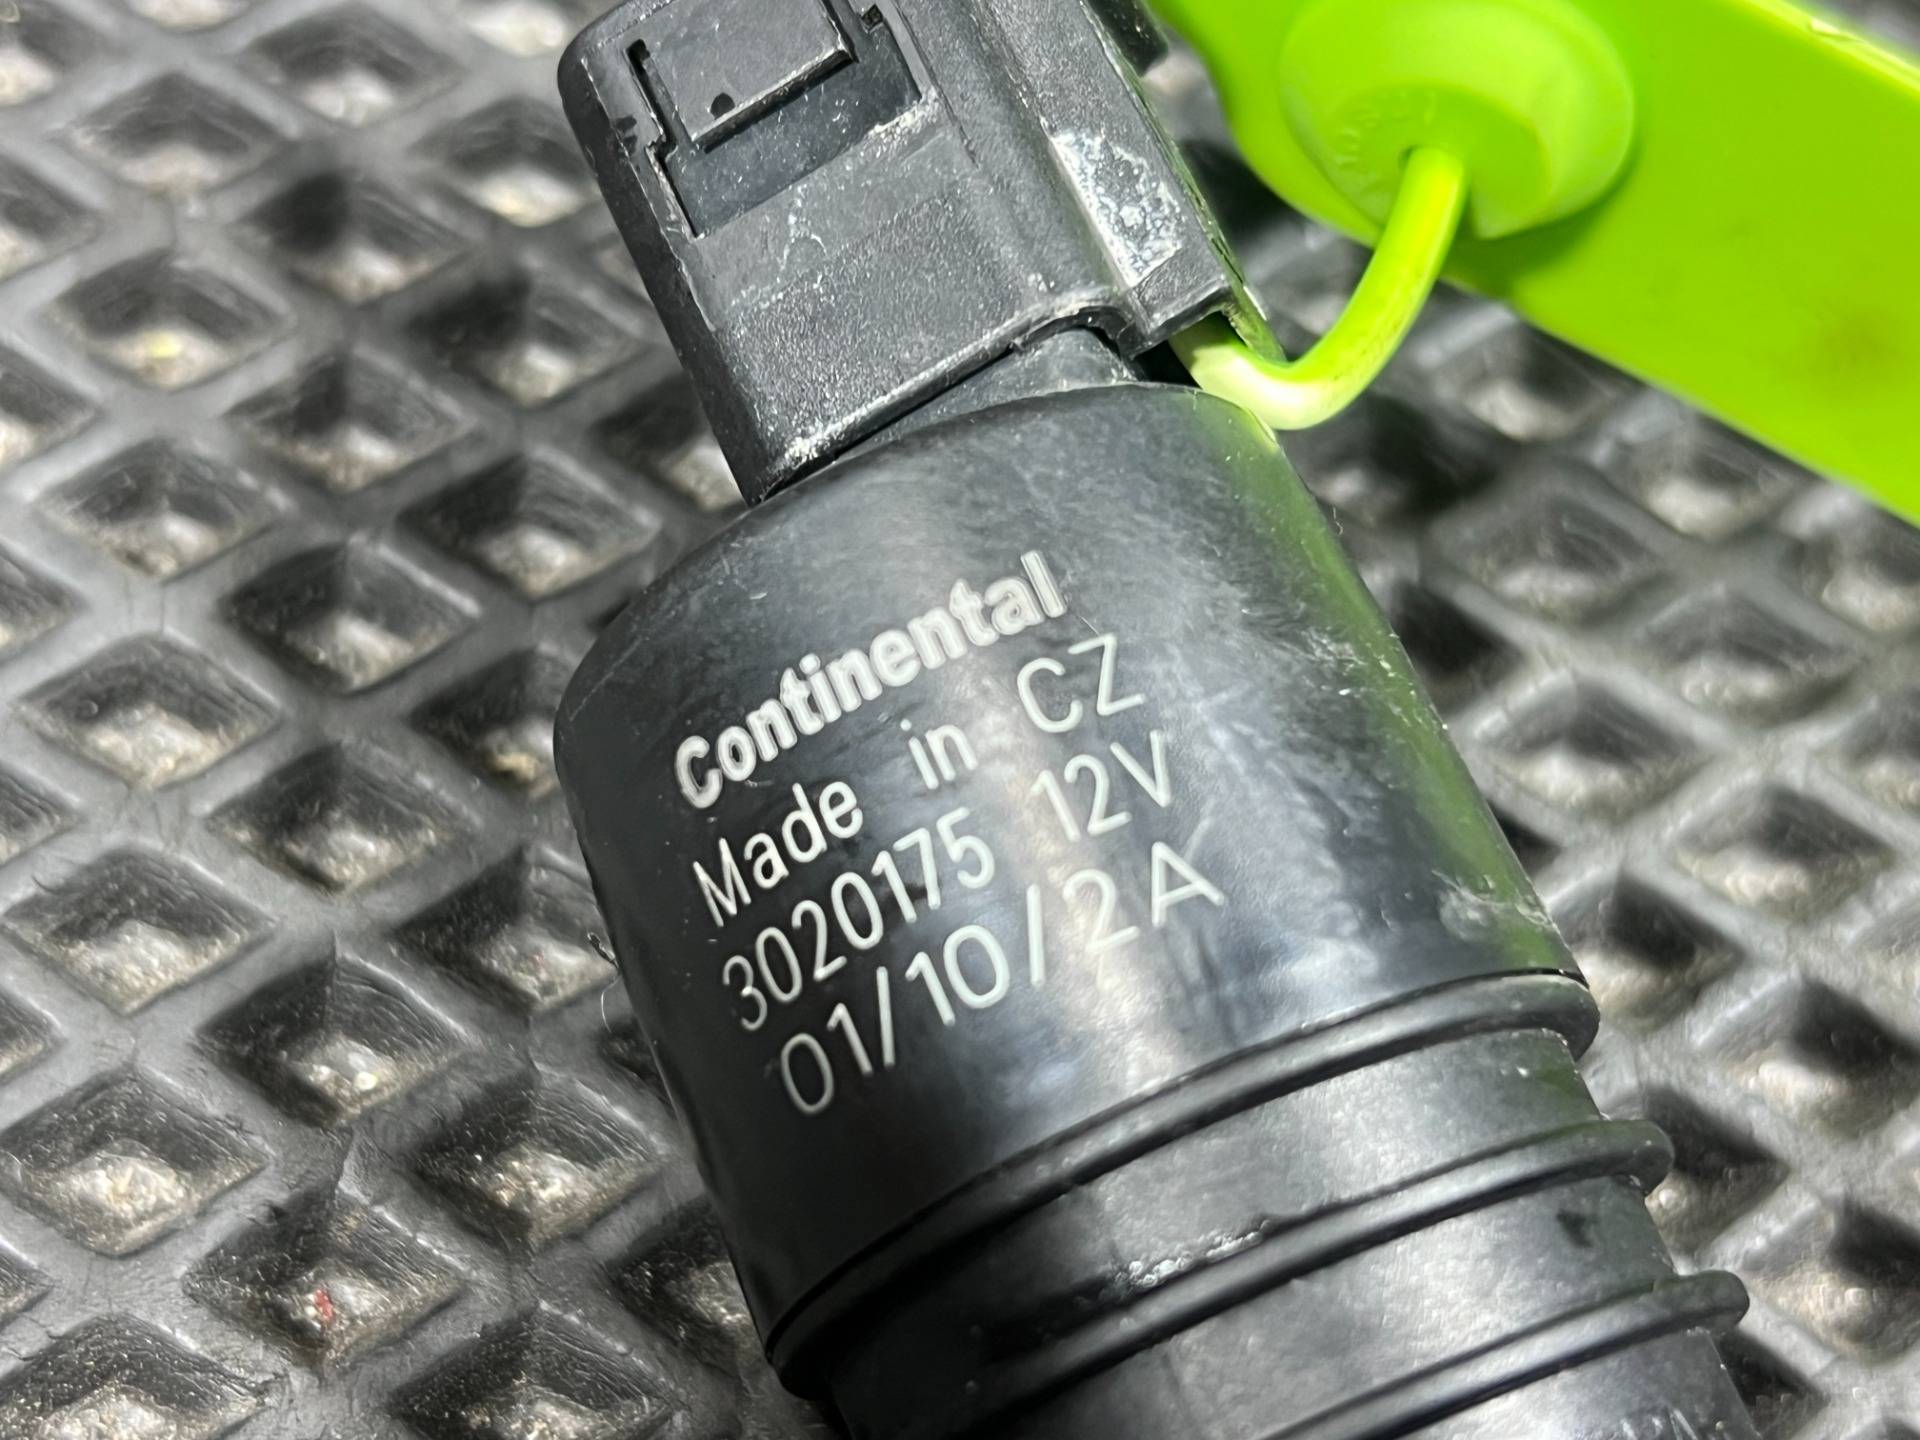 Continental
Made in CZ
3020175 12V
01/10/2A